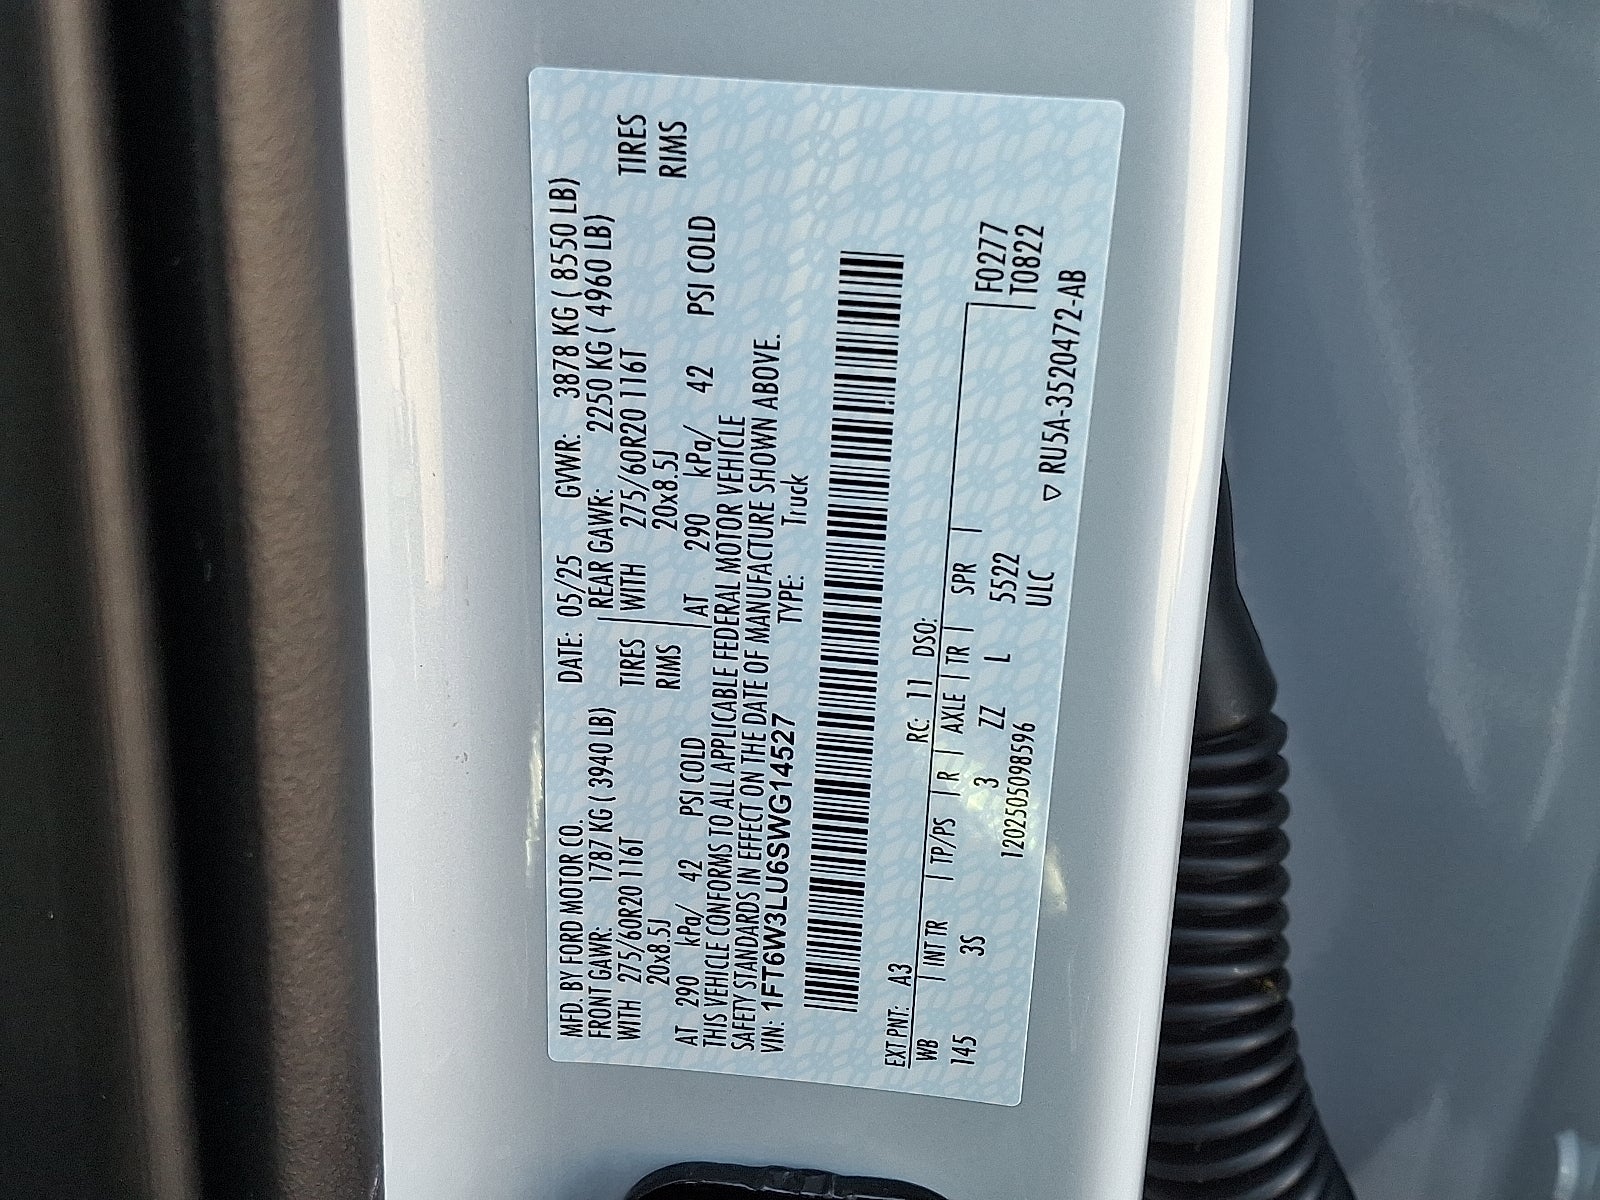 MFD. BY FORD MOTOR CO. DATE: 05/25 GVWR: 3878 KG ( 8550 LB)
FRONT GAWR: 1787 KG ( 3940 LB) REAR GAWR: 2250 KG ( 4960 LB)
WITH 275/60R20 116T TIRES WITH 275/60R20 116T TIRES
20x8.5J RIMS 20x8.5J RIMS
AT 290 kPa/ 42 PSI COLD AT 290 kPa/ 42 PSI COLD
THIS VEHICLE CONFORMS TO ALL APPLICABLE FEDERAL MOTOR VEHICLE
SAFETY STANDARDS IN EFFECT ON THE DATE OF MANUFACTURE SHOWN ABOVE.
VIN: 1FT6W3LU6SWG14527 TYPE: Truck
EXT PNT: A3 RC: 11 DSO:
WB INT TR TP/PS R AXLE TR SPR F0277
145 3S 3 ZZ L 5522 T0822
1202505098596 ULC
▽ RU5A-3520472-AB